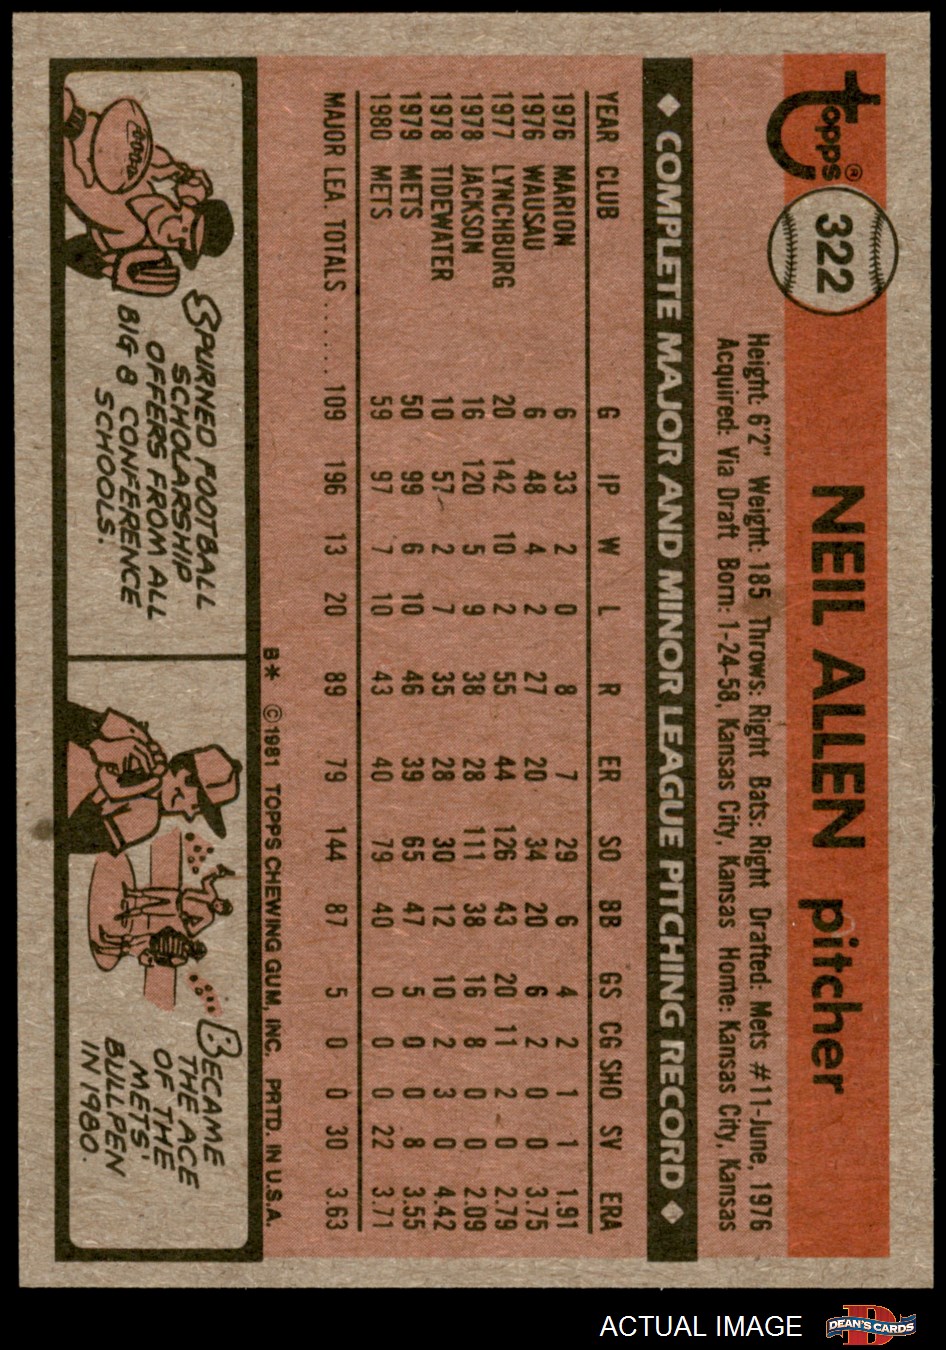 topps®
322
NEIL ALLEN pitcher
Height: 6'2" Weight: 185 Throws: Right Bats: Right Drafted: Mets #11-June, 1976
Acquired: Via Draft Born: 1-24-58, Kansas City, Kansas Home: Kansas City, Kansas
◆ COMPLETE MAJOR AND MINOR LEAGUE PITCHING RECORD ◆
YEAR CLUB G IP W L R ER SO BB GS CG SHO SV ERA
1976 MARION 6 33 2 0 8 7 29 6 4 2 1 1 1.91
1976 WAUSAU 6 48 4 2 27 20 34 20 6 2 0 0 3.75
1977 LYNCHBURG 20 142 10 2 55 44 126 43 20 11 2 0 2.79
1978 JACKSON 16 120 5 9 38 28 111 38 16 8 0 0 2.09
1978 TIDEWATER 10 57 2 7 35 28 30 12 10 2 3 0 4.42
1979 METS 50 99 6 10 46 39 65 47 5 0 0 8 3.55
1980 METS 59 97 7 10 43 40 79 40 0 0 0 22 3.71
MAJOR LEA. TOTALS ...... 109 196 13 20 89 79 144 87 5 0 0 30 3.63
B* ©1981 TOPPS CHEWING GUM, INC. PRTD. IN U.S.A.
SPURNED FOOTBALL
SCHOLARSHIP
OFFERS FROM ALL
BIG 8 CONFERENCE
SCHOOLS.
BECAME
THE ACE
OF THE
METS'
BULLPEN
IN 1980.
ACTUAL IMAGE
DEAN'S CARDS